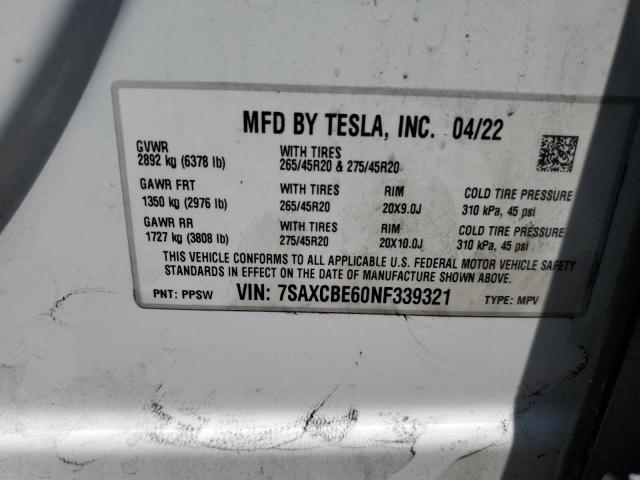 MFD BY TESLA, INC. 04/22
GVWR
2892 kg (6378 lb)
WITH TIRES
265/45R20 & 275/45R20
GAWR FRT
1350 kg (2976 lb)
WITH TIRES
265/45R20
RIM
20X9.0J
COLD TIRE PRESSURE
310 kPa, 45 psi
GAWR RR
1727 kg (3808 lb)
WITH TIRES
275/45R20
RIM
20X10.0J
COLD TIRE PRESSURE
310 kPa, 45 psi
THIS VEHICLE CONFORMS TO ALL APPLICABLE U.S. FEDERAL MOTOR VEHICLE SAFETY
STANDARDS IN EFFECT ON THE DATE OF MANUFACTURE SHOWN ABOVE.
PNT: PPSW VIN: 7SAXCBE60NF339321 TYPE: MPV